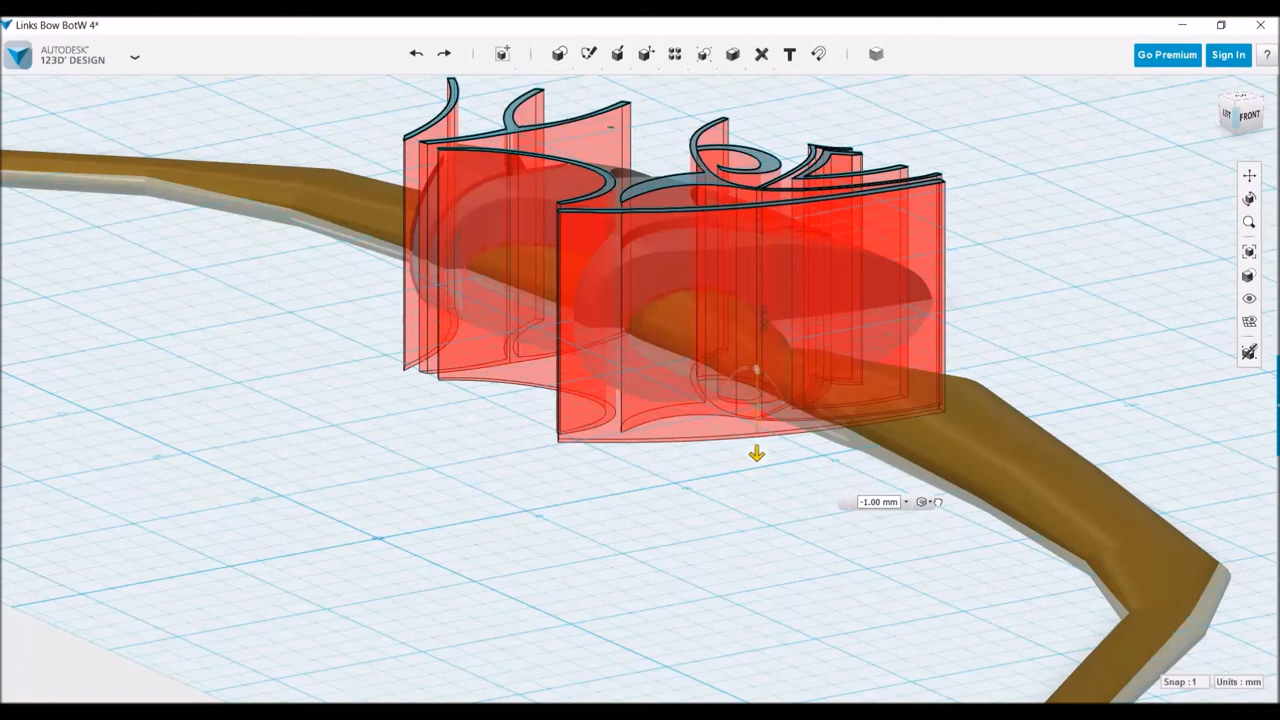 Links Bow BotW 4*
AUTODESK®
123D® DESIGN
Go Premium
Sign In
?
LEFT
FRONT
-1.00 mm
Snap : 1
Units : mm